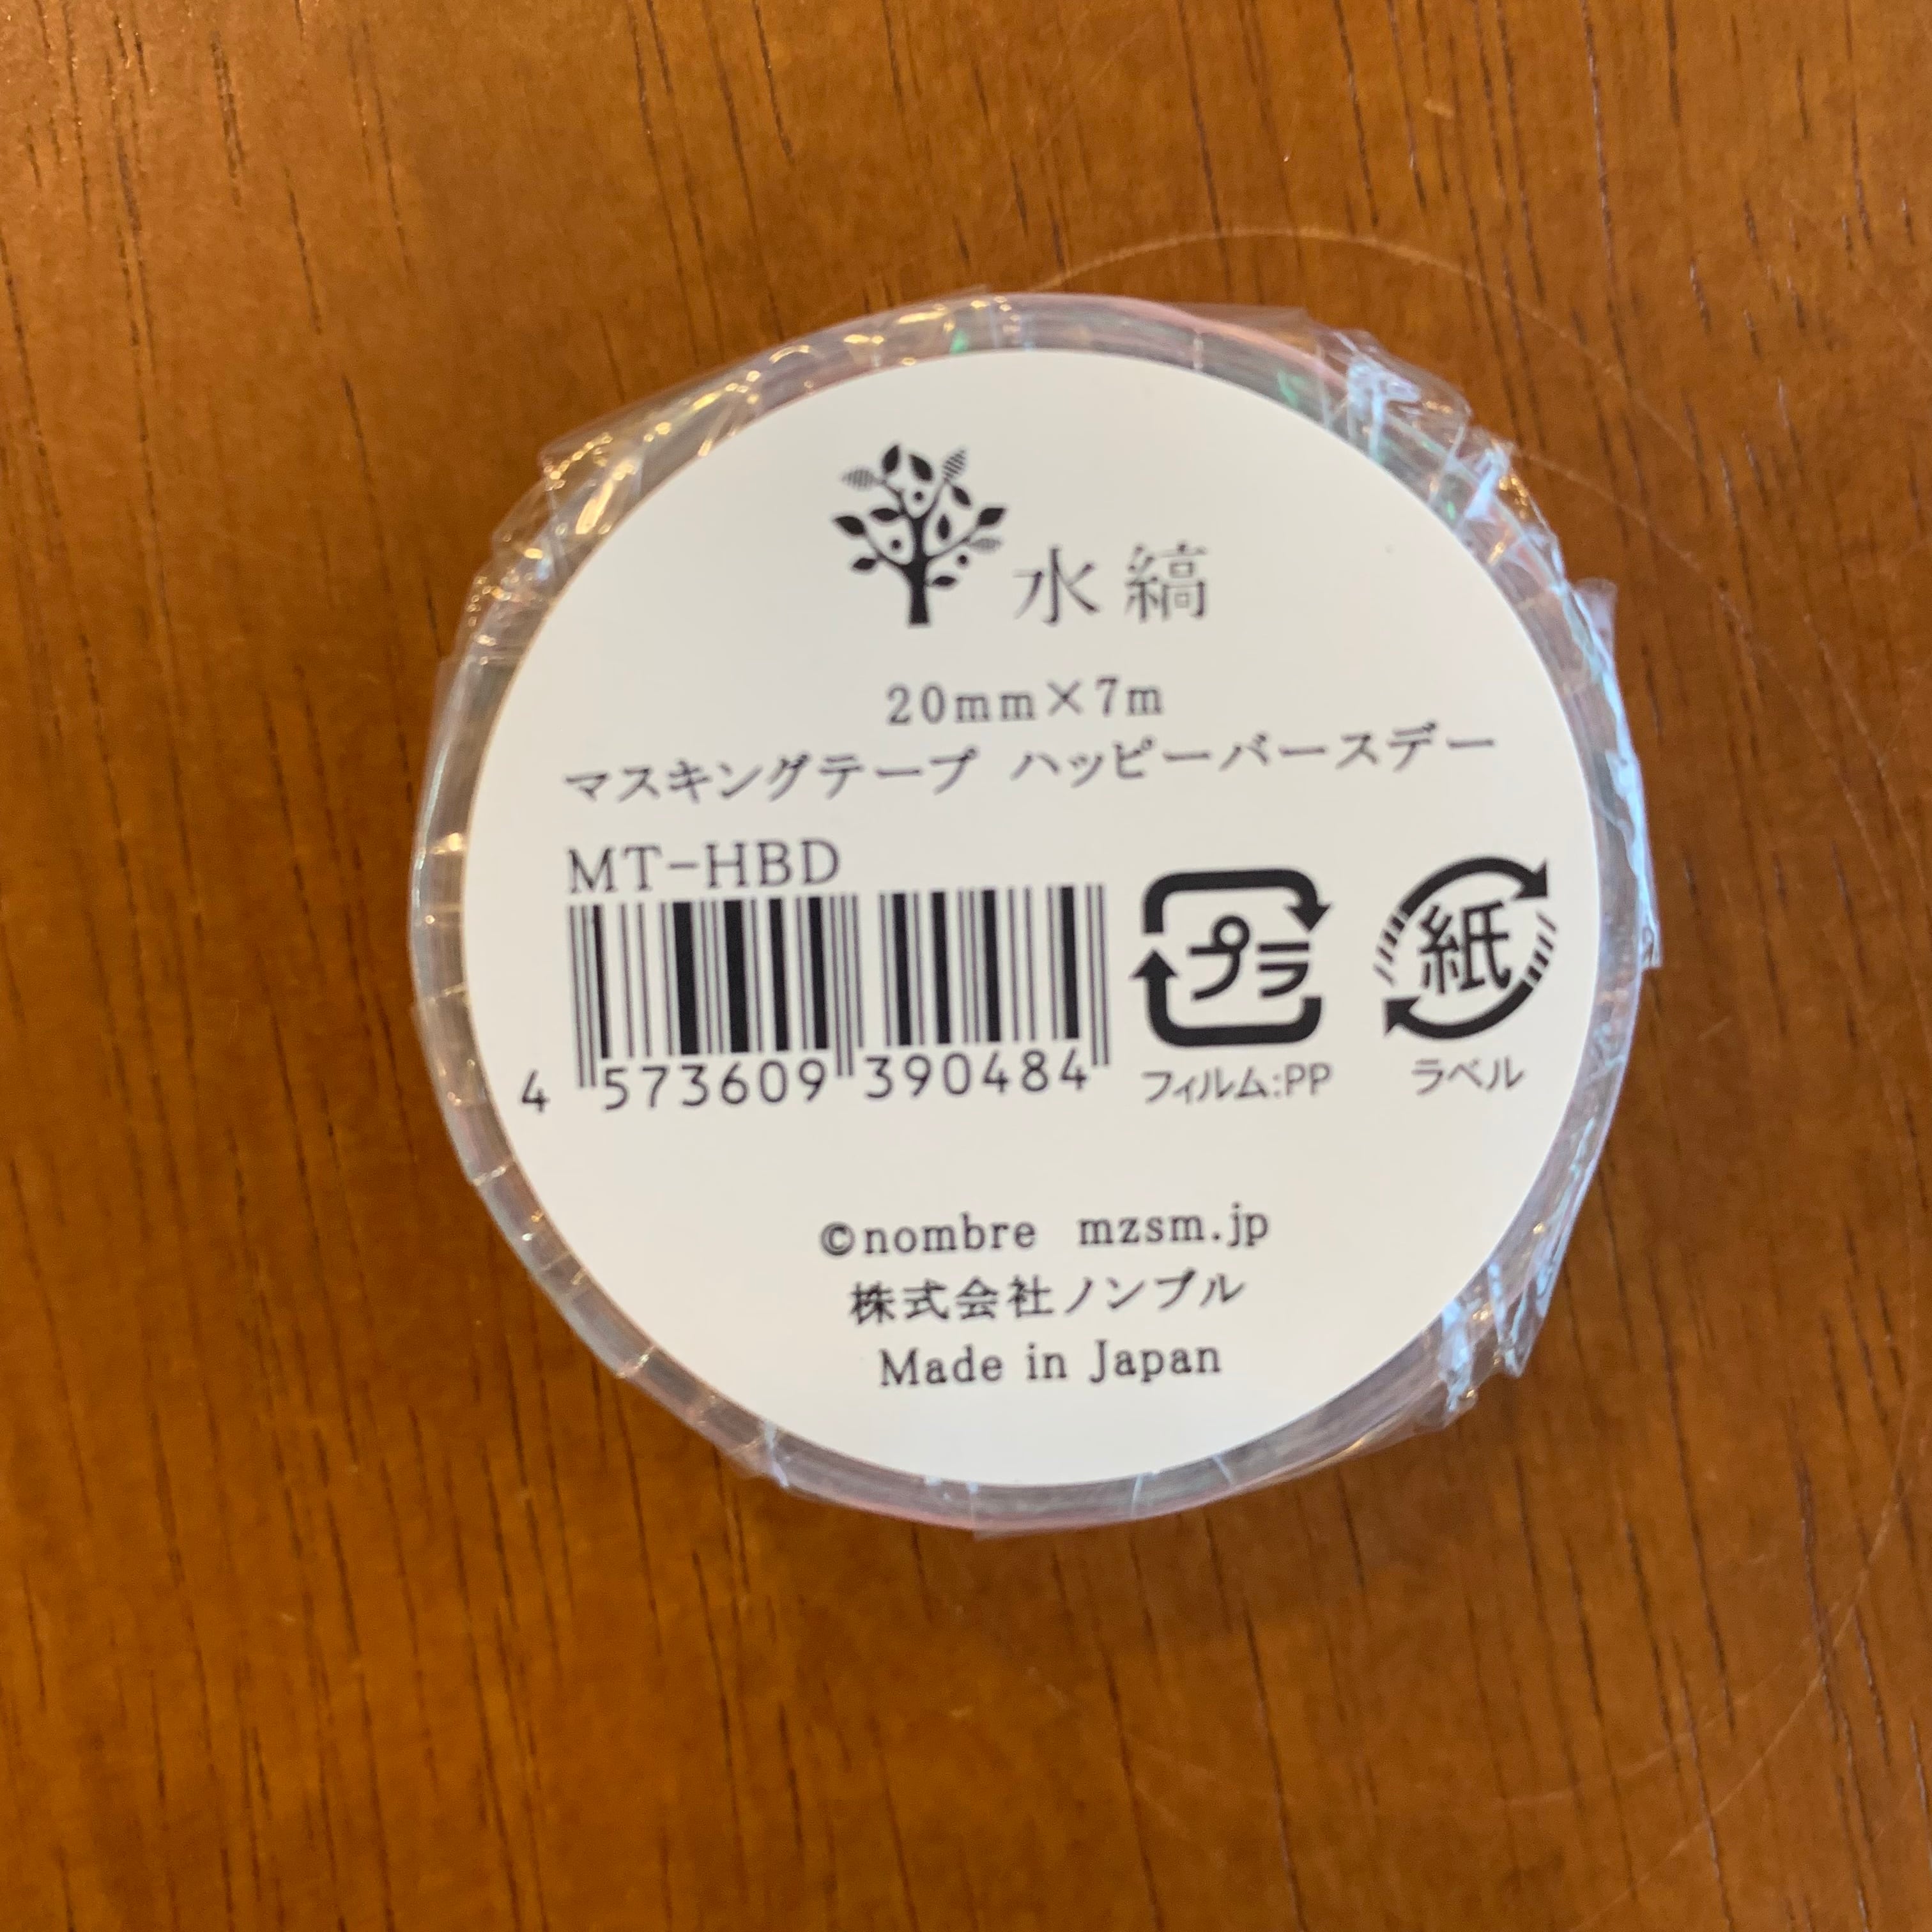 水縞
20mm×7m
マスキングテープ ハッピーバースデー
MT-HBD
プラ
紙
4 573609 390484
フィルム:PP
ラベル
©nombre mzsm.jp
株式会社ノンブル
Made in Japan